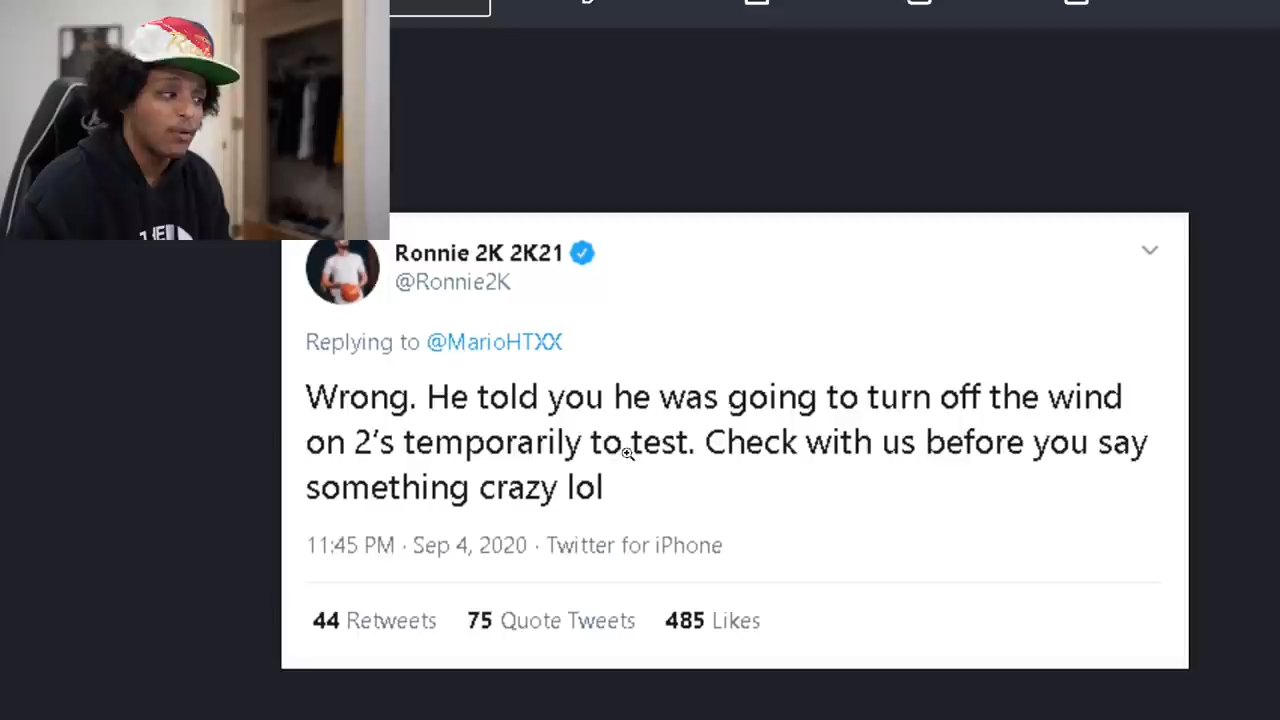 Ronnie 2K 2K21
@Ronnie2K
Replying to @MarioHTXX
Wrong. He told you he was going to turn off the wind
on 2’s temporarily to test. Check with us before you say
something crazy lol
11:45 PM · Sep 4, 2020 · Twitter for iPhone
44 Retweets 75 Quote Tweets 485 Likes
THE